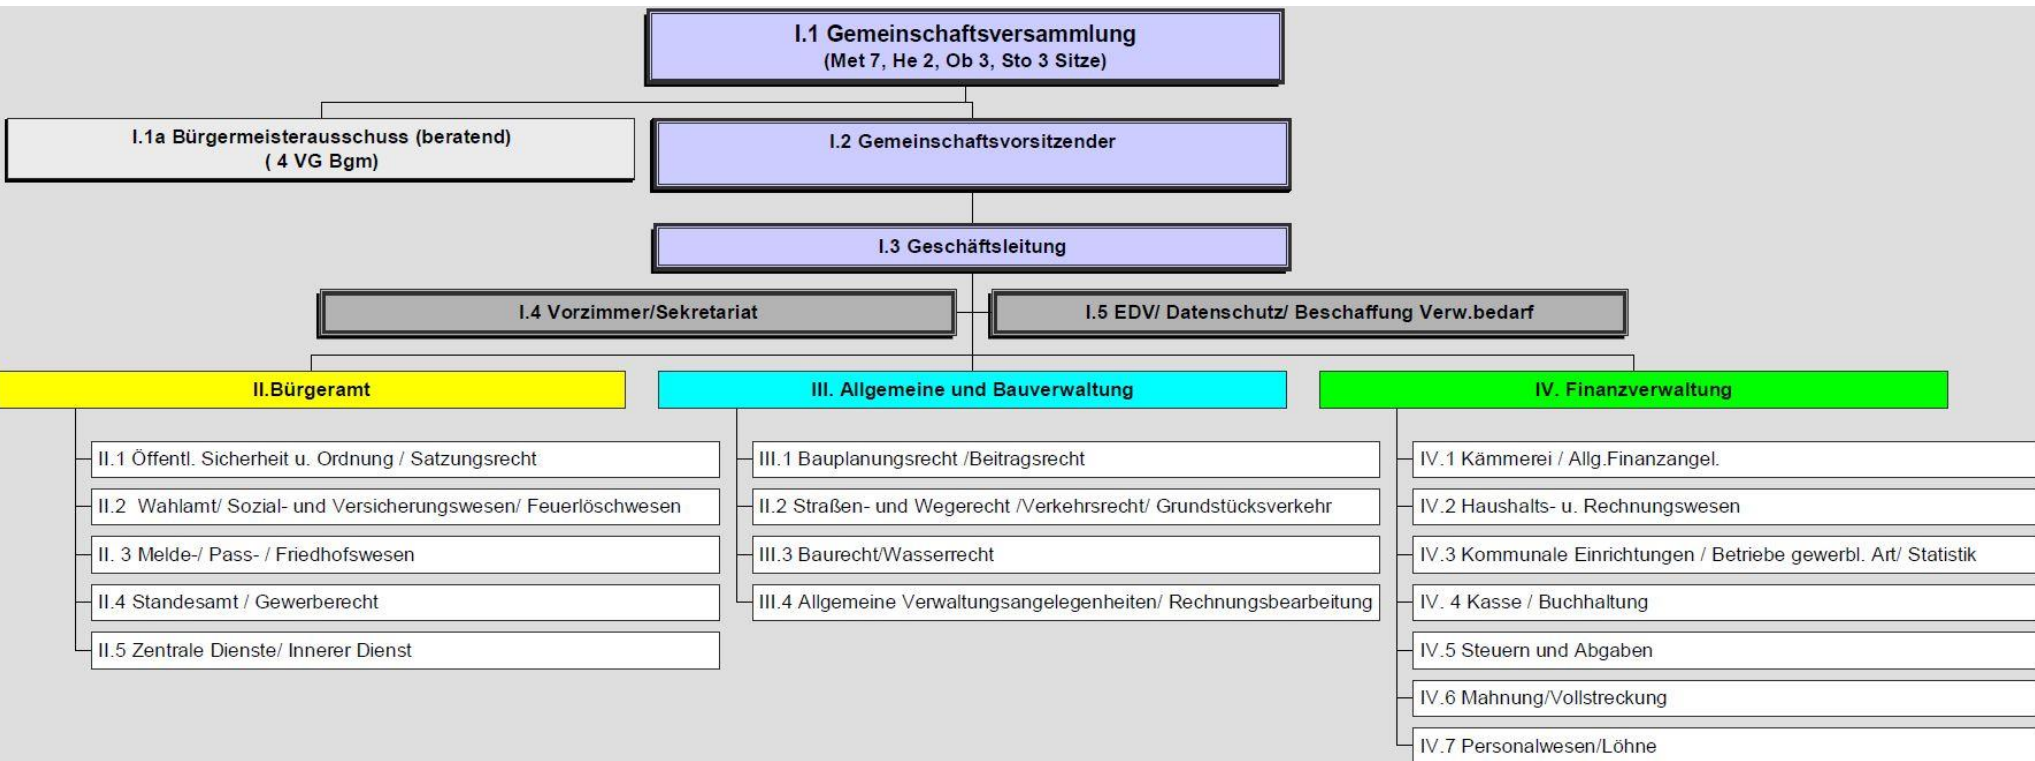 I.1 Gemeinschaftsversammlung
(Met 7, He 2, Ob 3, Sto 3 Sitze)
I.1a Bürgermeisterausschuss (beratend)
( 4 VG Bgm)
I.2 Gemeinschaftsvorsitzender
I.3 Geschäftsleitung
I.4 Vorzimmer/Sekretariat
I.5 EDV/ Datenschutz/ Beschaffung Verw.bedarf
II.Bürgeramt
II.1 Öffentl. Sicherheit u. Ordnung / Satzungsrecht
II.2 Wahlamt/ Sozial- und Versicherungswesen/ Feuerlöschwesen
II. 3 Melde-/ Pass- / Friedhofswesen
II.4 Standesamt / Gewerberecht
II.5 Zentrale Dienste/ Innerer Dienst
III. Allgemeine und Bauverwaltung
III.1 Bauplanungsrecht /Beitragsrecht
II.2 Straßen- und Wegerecht /Verkehrsrecht/ Grundstücksverkehr
III.3 Baurecht/Wasserrecht
III.4 Allgemeine Verwaltungsangelegenheiten/ Rechnungsbearbeitung
IV. Finanzverwaltung
IV.1 Kämmerei / Allg.Finanzangel.
IV.2 Haushalts- u. Rechnungswesen
IV.3 Kommunale Einrichtungen / Betriebe gewerbl. Art/ Statistik
IV. 4 Kasse / Buchhaltung
IV.5 Steuern und Abgaben
IV.6 Mahnung/Vollstreckung
IV.7 Personalwesen/Löhne